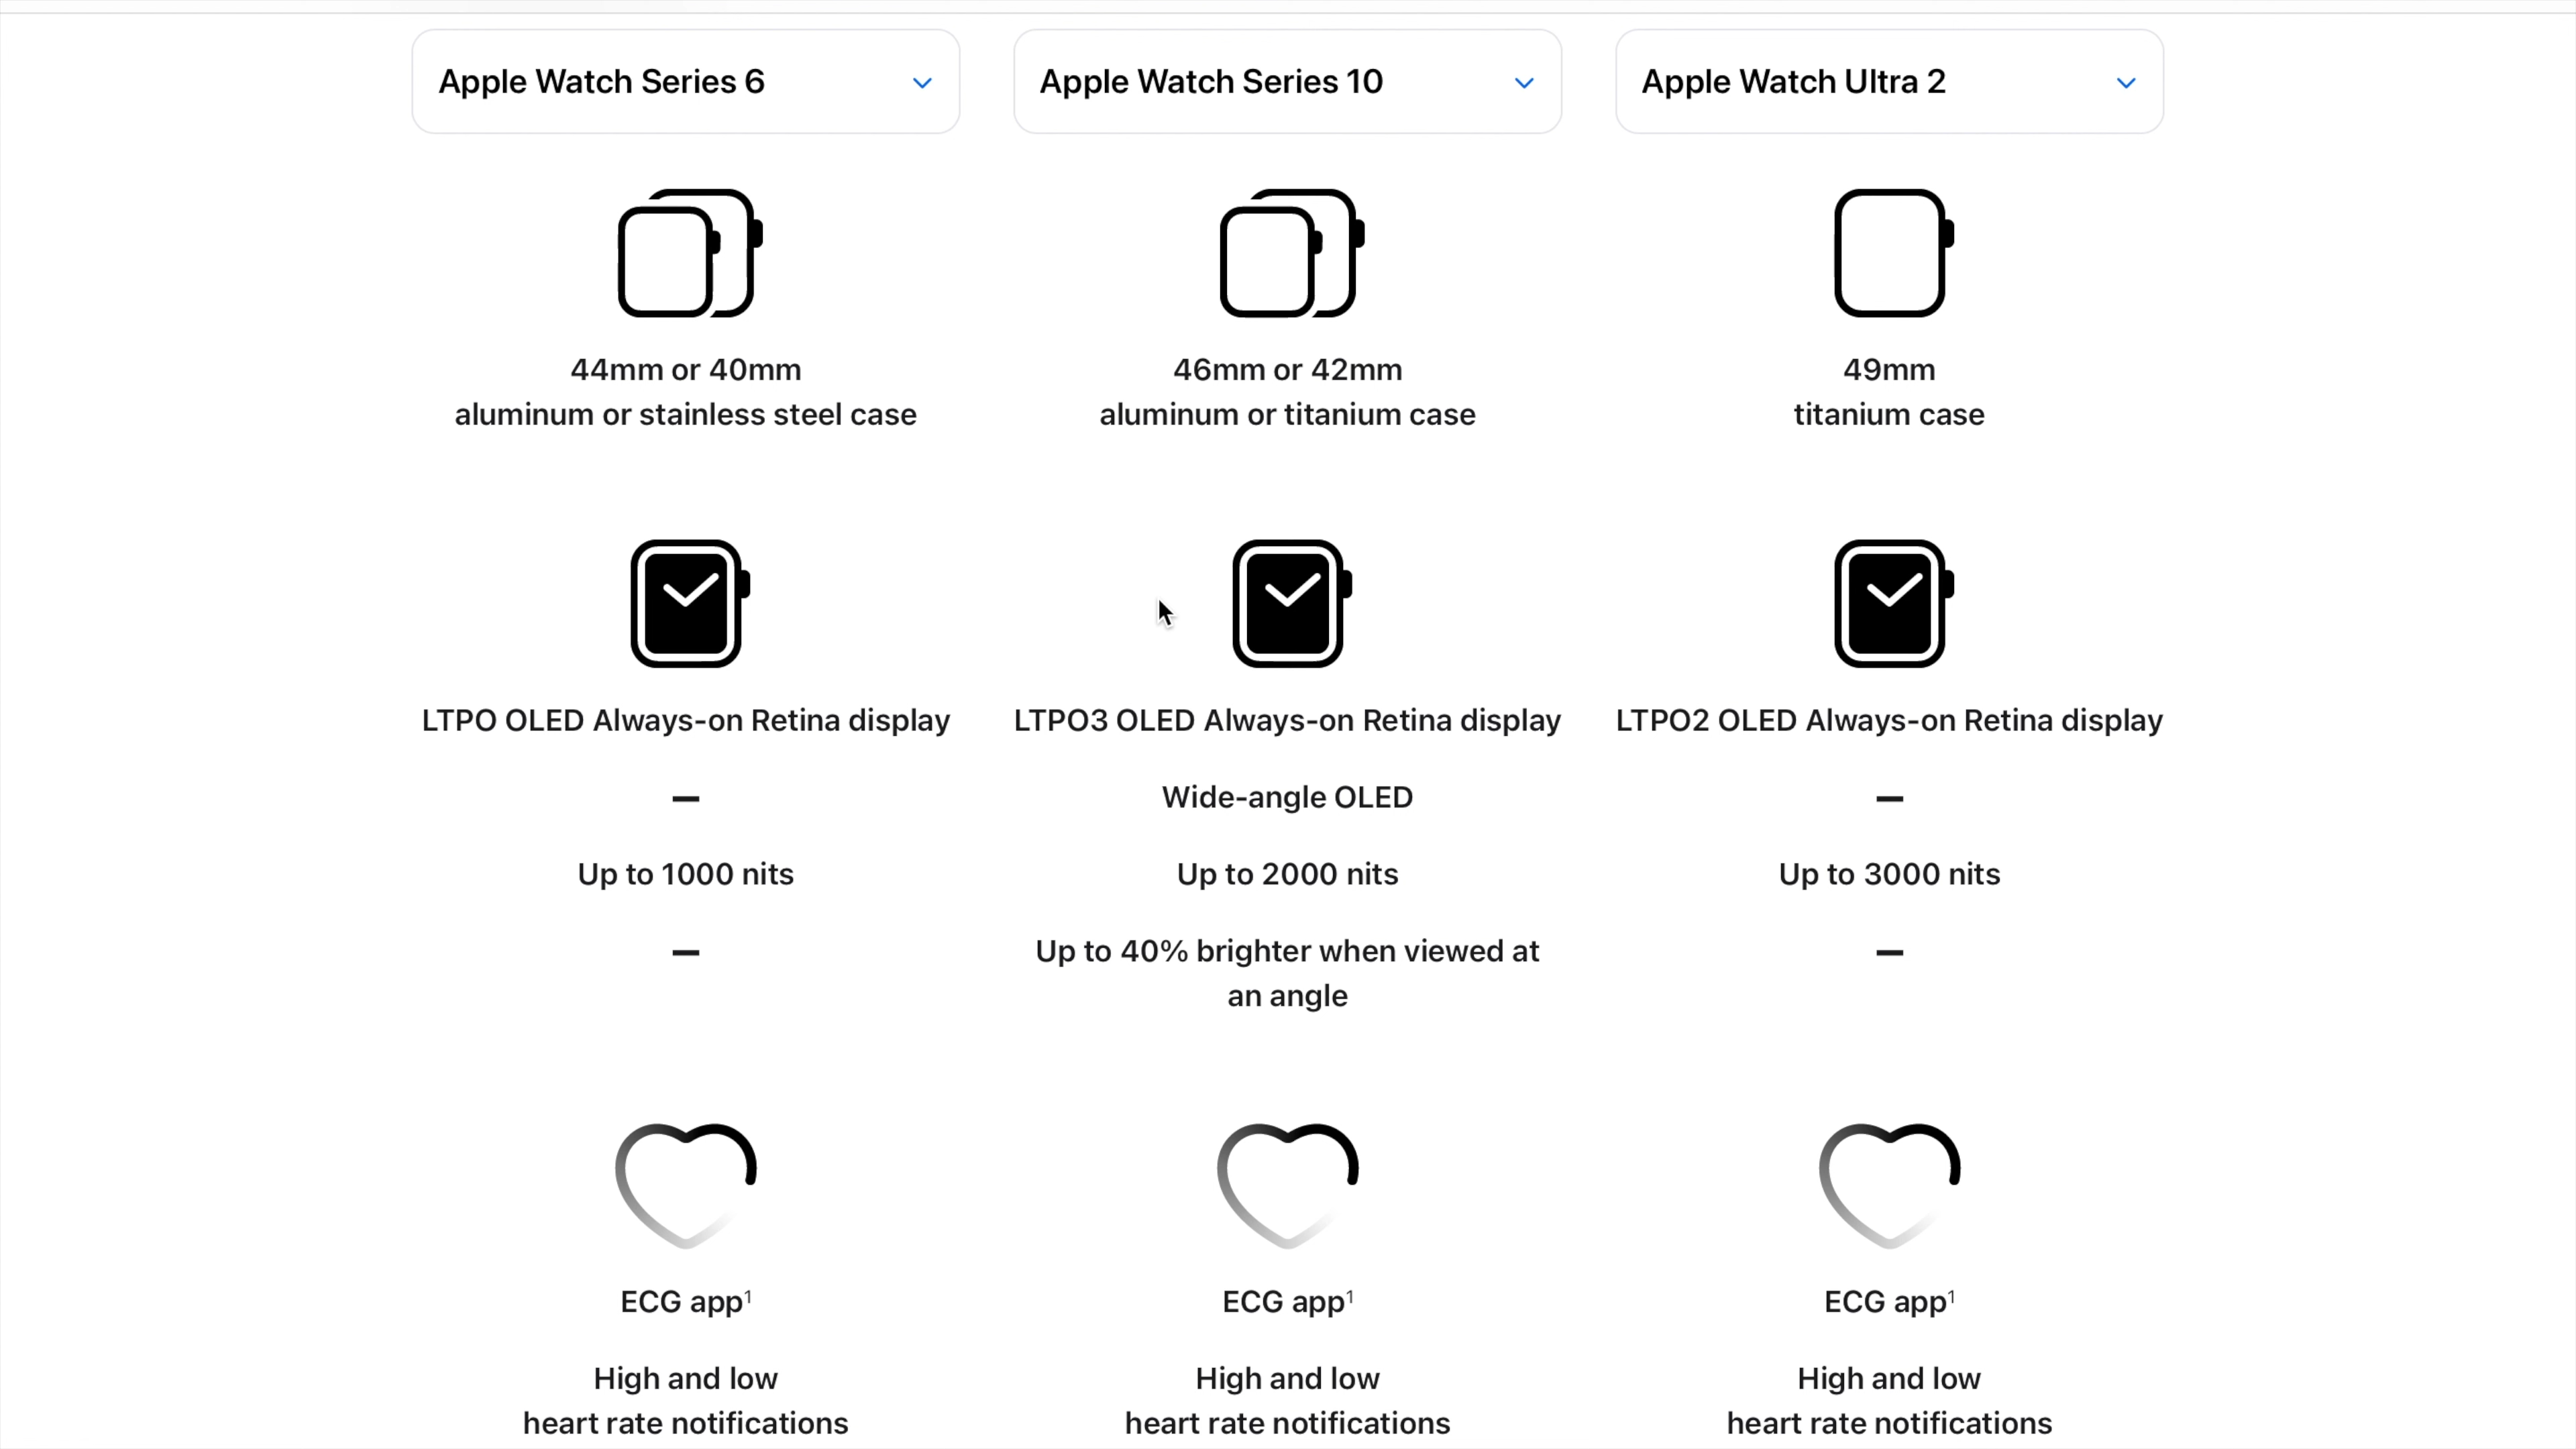 Apple Watch Series 6
Apple Watch Series 10
Apple Watch Ultra 2
44mm or 40mm
aluminum or stainless steel case
46mm or 42mm
aluminum or titanium case
49mm
titanium case
LTPO OLED Always-on Retina display
LTPO3 OLED Always-on Retina display
LTPO2 OLED Always-on Retina display
–
Wide-angle OLED
–
Up to 1000 nits
Up to 2000 nits
Up to 3000 nits
–
Up to 40% brighter when viewed at
an angle
–
ECG app¹
ECG app¹
ECG app¹
High and low
heart rate notifications
High and low
heart rate notifications
High and low
heart rate notifications